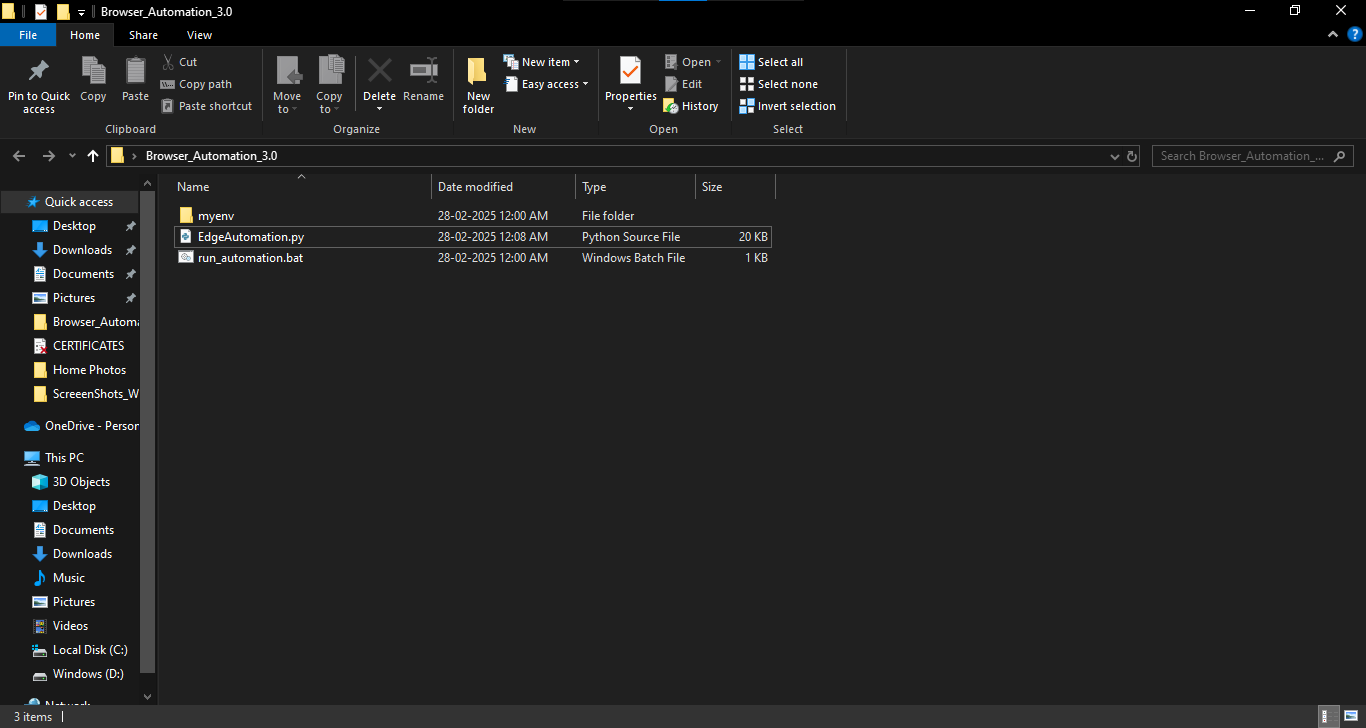 Browser_Automation_3.0
File Home Share View
Pin to Quick access
Copy
Paste
Cut
Copy path
Paste shortcut
Clipboard
Move to
Copy to
Delete
Rename
Organize
New folder
New item
Easy access
New
Properties
Open
Edit
History
Open
Select all
Select none
Invert selection
Select
Browser_Automation_3.0
Search Browser_Automation_...
Quick access
Desktop
Downloads
Documents
Pictures
Browser_Automa
CERTIFICATES
Home Photos
ScreeenShots_W
OneDrive - Person
This PC
3D Objects
Desktop
Documents
Downloads
Music
Pictures
Videos
Local Disk (C:)
Windows (D:)
Network
Name Date modified Type Size
myenv 28-02-2025 12:00 AM File folder
EdgeAutomation.py 28-02-2025 12:08 AM Python Source File 20 KB
run_automation.bat 28-02-2025 12:00 AM Windows Batch File 1 KB
3 items